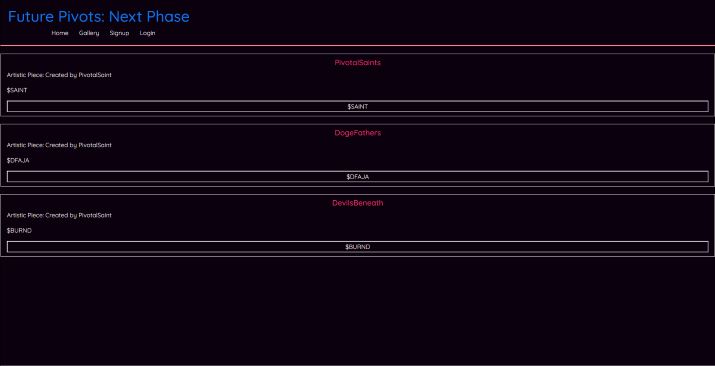 Future Pivots: Next Phase
Home Gallery Signup Login
PivotalSaints
Artistic Piece: Created by PivotalSaint
$SAINT
$SAINT
DogeFathers
Artistic Piece: Created by PivotalSaint
$DFAJA
$DFAJA
DevilsBeneath
Artistic Piece: Created by PivotalSaint
$BURND
$BURND